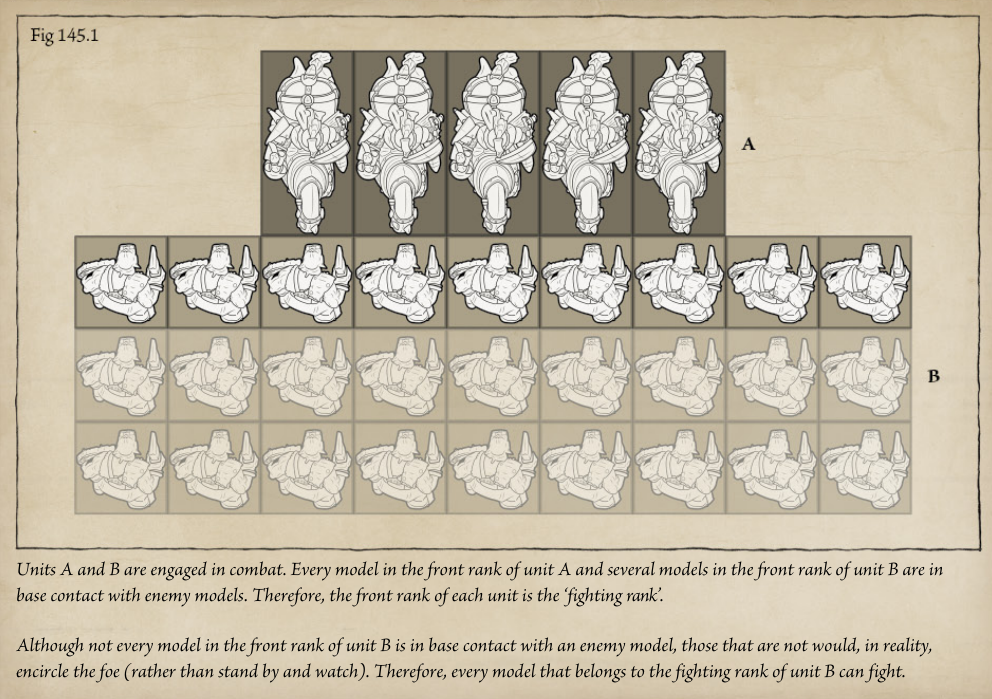 Fig 145.1
A
B
Units A and B are engaged in combat. Every model in the front rank of unit A and several models in the front rank of unit B are in
base contact with enemy models. Therefore, the front rank of each unit is the ‘fighting rank’.
Although not every model in the front rank of unit B is in base contact with an enemy model, those that are not would, in reality,
encircle the foe (rather than stand by and watch). Therefore, every model that belongs to the fighting rank of unit B can fight.